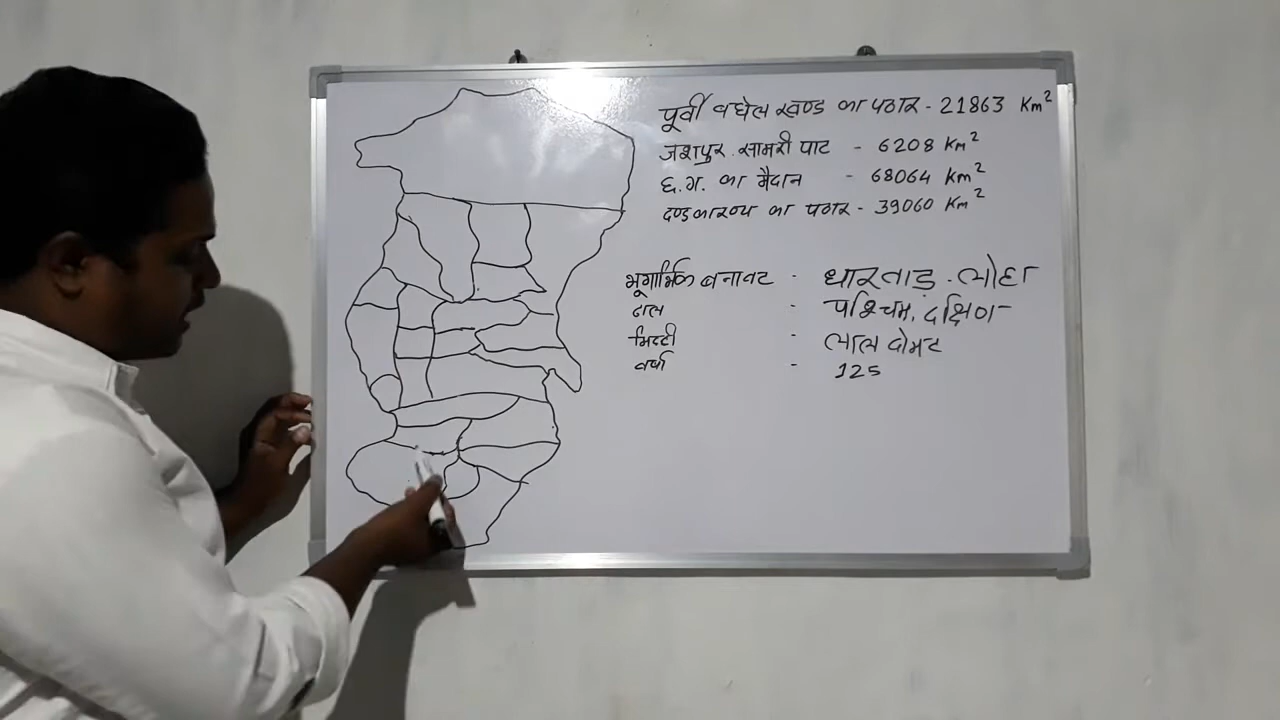 पूर्वी बघेल खण्ड का पठार - 21863 Km²
जशपुर सामरी पाट - 6208 Km²
छ.ग. का मैदान - 68064 Km²
दण्डकारण्य का पठार - 39060 Km²
भूगर्भिक बनावट - धारवाड़ . लोहा
ढाल - पश्चिम, दक्षिण
मिट्टी - लाल दोमट
वर्षा - 125